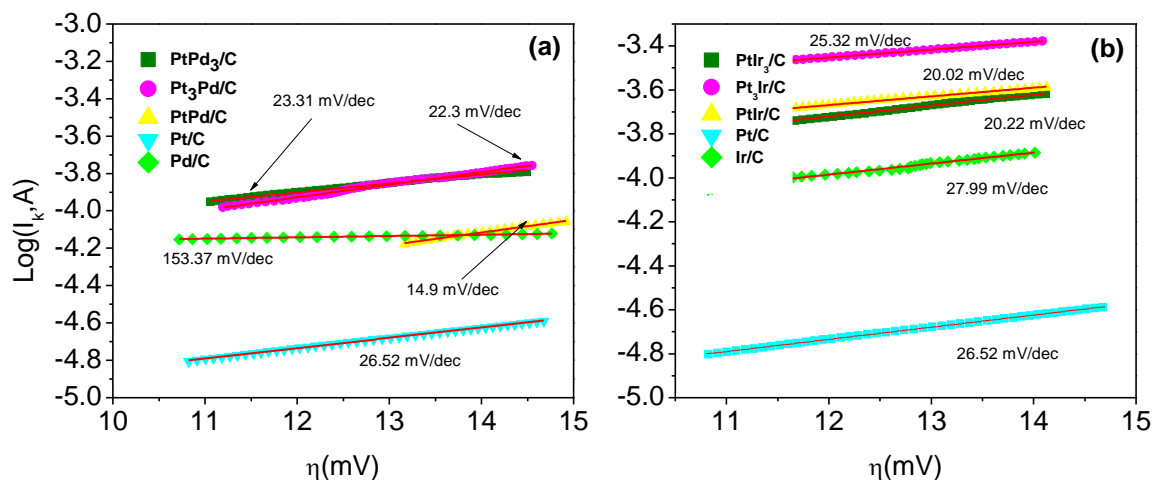 (a)
PtPd3/C
Pt3Pd/C
PtPd/C
Pt/C
Pd/C
23.31 mV/dec
22.3 mV/dec
153.37 mV/dec
14.9 mV/dec
26.52 mV/dec
Log(Ik,A)
-3.0
-3.2
-3.4
-3.6
-3.8
-4.0
-4.2
-4.4
-4.6
-4.8
-5.0
10
11
12
13
14
15
η(mV)
(b)
PtIr3/C
Pt3Ir/C
PtIr/C
Pt/C
Ir/C
25.32 mV/dec
20.02 mV/dec
20.22 mV/dec
27.99 mV/dec
26.52 mV/dec
-3.4
-3.6
-3.8
-4.0
-4.2
-4.4
-4.6
-4.8
-5.0
11
12
13
14
15
η(mV)